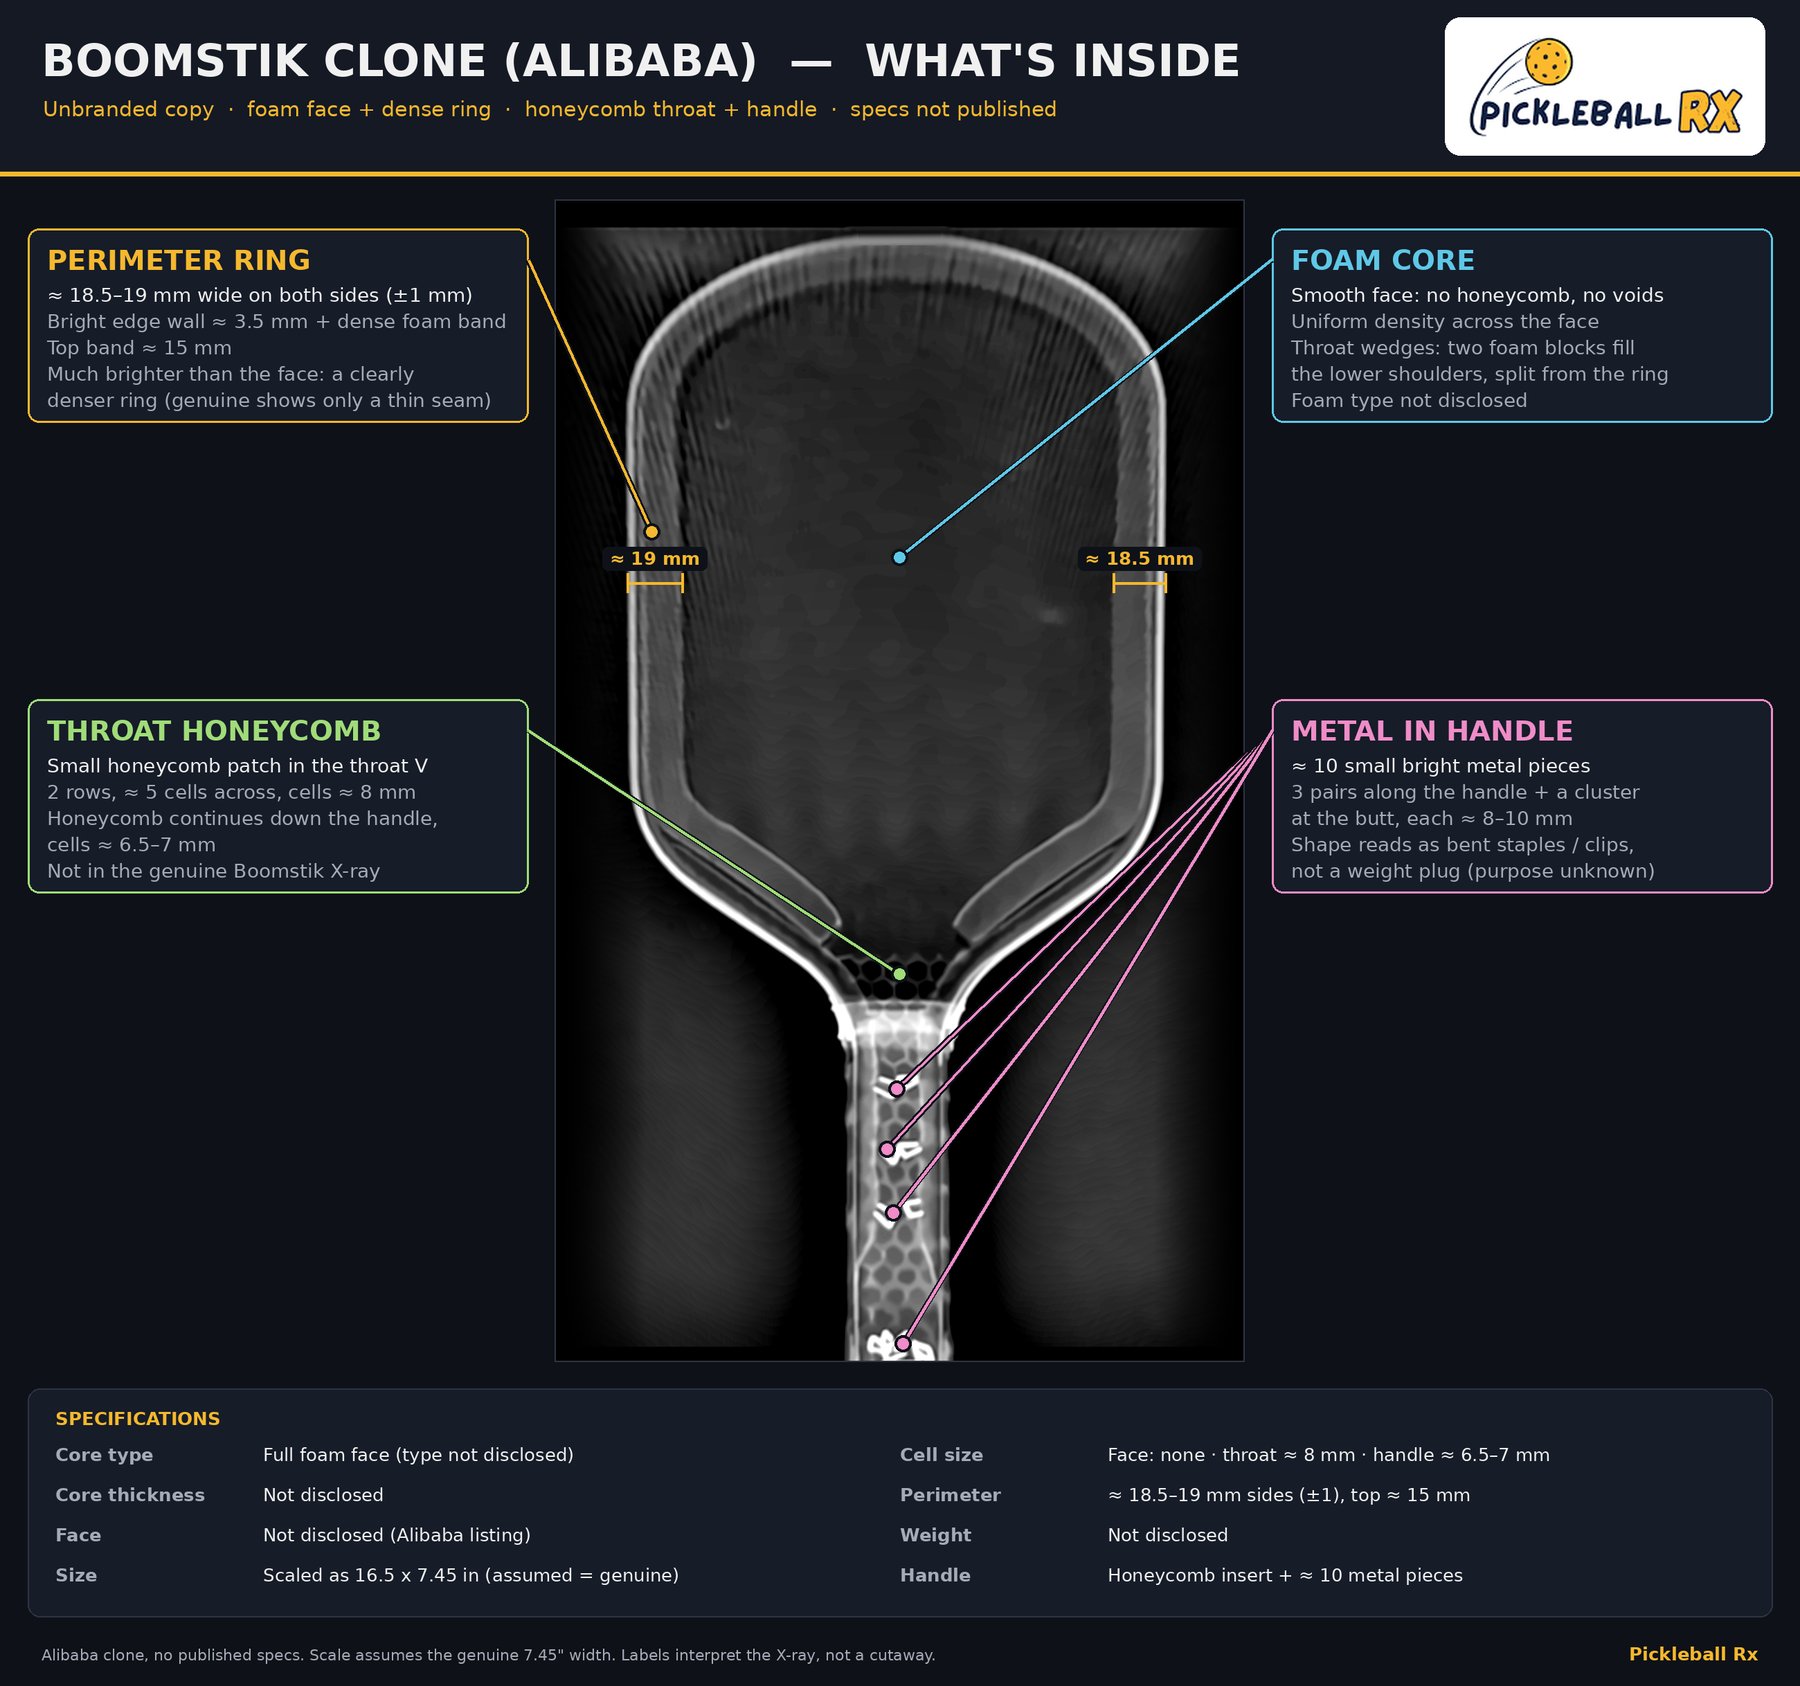 BOOMSTIK CLONE (ALIBABA) — WHAT'S INSIDE
Unbranded copy · foam face + dense ring · honeycomb throat + handle · specs not published
PICKLEBALL RX
PERIMETER RING
≈ 18.5–19 mm wide on both sides (±1 mm)
Bright edge wall ≈ 3.5 mm + dense foam band
Top band ≈ 15 mm
Much brighter than the face: a clearly
denser ring (genuine shows only a thin seam)
FOAM CORE
Smooth face: no honeycomb, no voids
Uniform density across the face
Throat wedges: two foam blocks fill
the lower shoulders, split from the ring
Foam type not disclosed
≈ 19 mm
≈ 18.5 mm
THROAT HONEYCOMB
Small honeycomb patch in the throat V
2 rows, ≈ 5 cells across, cells ≈ 8 mm
Honeycomb continues down the handle,
cells ≈ 6.5–7 mm
Not in the genuine Boomstik X-ray
METAL IN HANDLE
≈ 10 small bright metal pieces
3 pairs along the handle + a cluster
at the butt, each ≈ 8–10 mm
Shape reads as bent staples / clips,
not a weight plug (purpose unknown)
SPECIFICATIONS
Core type Full foam face (type not disclosed)
Core thickness Not disclosed
Face Not disclosed (Alibaba listing)
Size Scaled as 16.5 x 7.45 in (assumed = genuine)
Cell size Face: none · throat ≈ 8 mm · handle ≈ 6.5–7 mm
Perimeter ≈ 18.5–19 mm sides (±1), top ≈ 15 mm
Weight Not disclosed
Handle Honeycomb insert + ≈ 10 metal pieces
Alibaba clone, no published specs. Scale assumes the genuine 7.45" width. Labels interpret the X-ray, not a cutaway.
Pickleball Rx